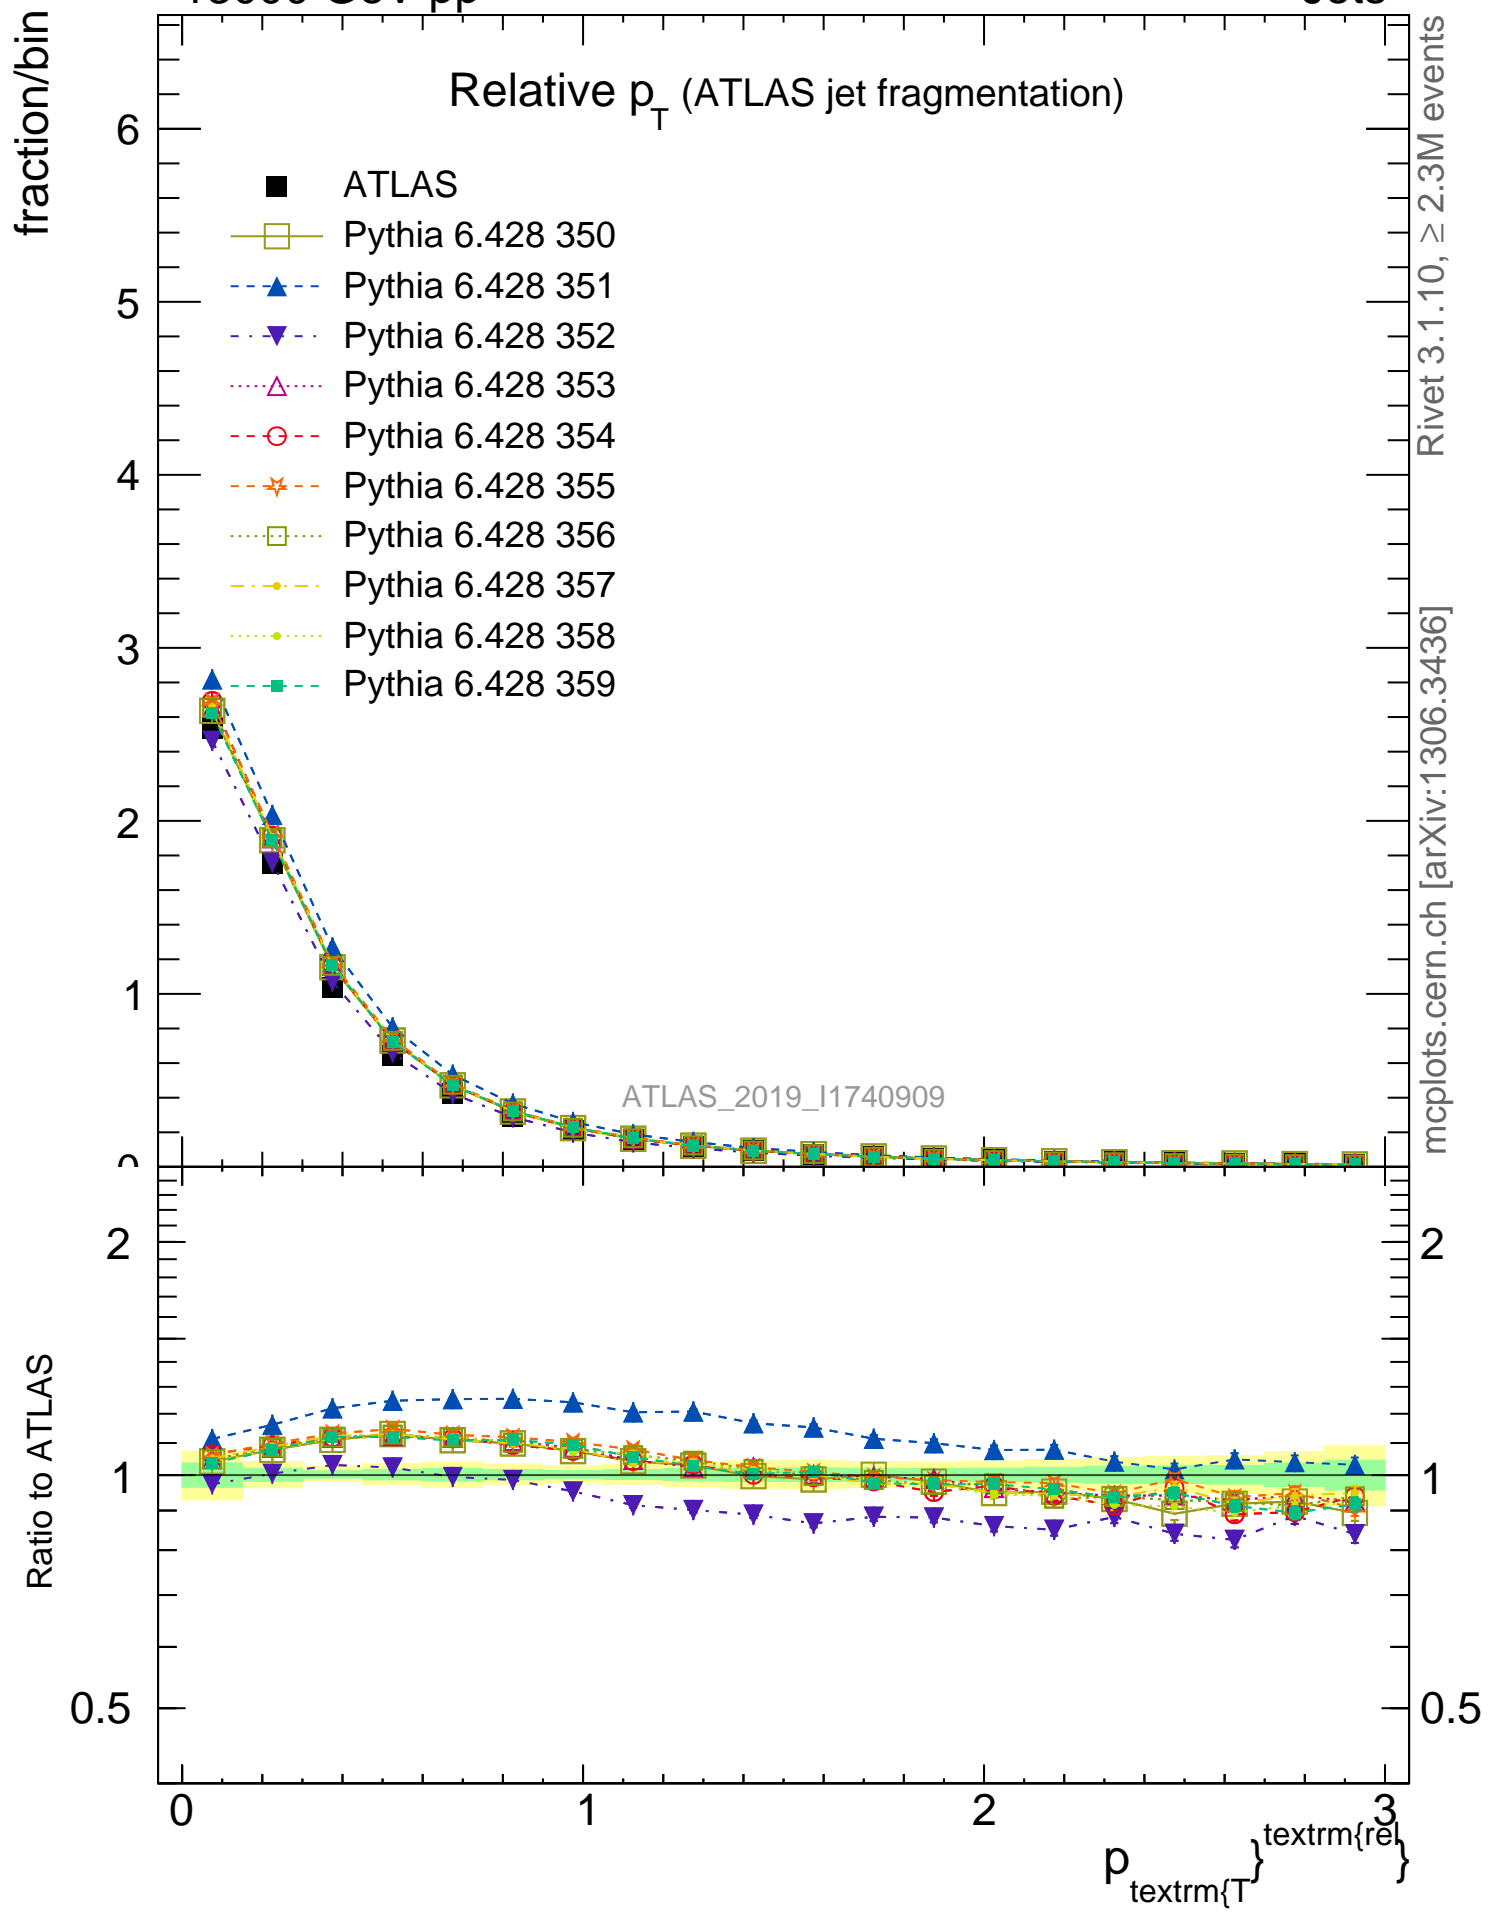 fraction/bin
Relative p_T (ATLAS jet fragmentation)
ATLAS
Pythia 6.428 350
Pythia 6.428 351
Pythia 6.428 352
Pythia 6.428 353
Pythia 6.428 354
Pythia 6.428 355
Pythia 6.428 356
Pythia 6.428 357
Pythia 6.428 358
Pythia 6.428 359
6
5
4
3
2
1
0
ATLAS_2019_I1740909
Rivet 3.1.10, ≥ 2.3M events
mcplots.cern.ch [arXiv:1306.3436]
Ratio to ATLAS
2
1
0.5
2
1
0.5
0
1
2
3
p_textrm{T}^textrm{rel}